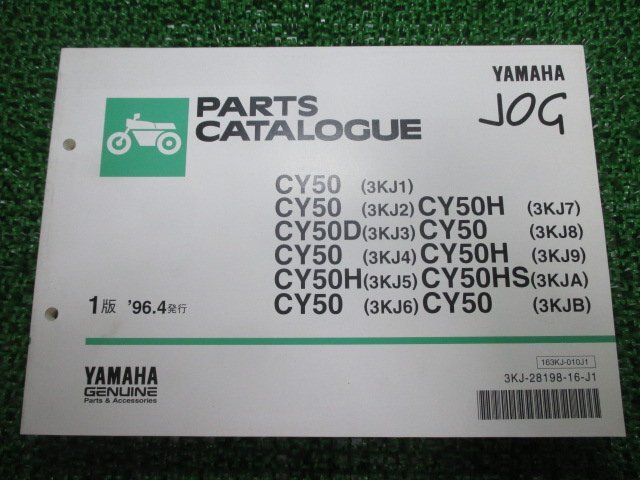 YAMAHA
JOG
PARTS
CATALOGUE
CY50 (3KJ1)
CY50 (3KJ2) CY50H (3KJ7)
CY50D (3KJ3) CY50 (3KJ8)
CY50 (3KJ4) CY50H (3KJ9)
CY50H (3KJ5) CY50HS (3KJA)
1版 '96.4発行 CY50 (3KJ6) CY50 (3KJB)
163KJ-010J1
3KJ-28198-16-J1
YAMAHA
GENUINE
Parts & Accessories